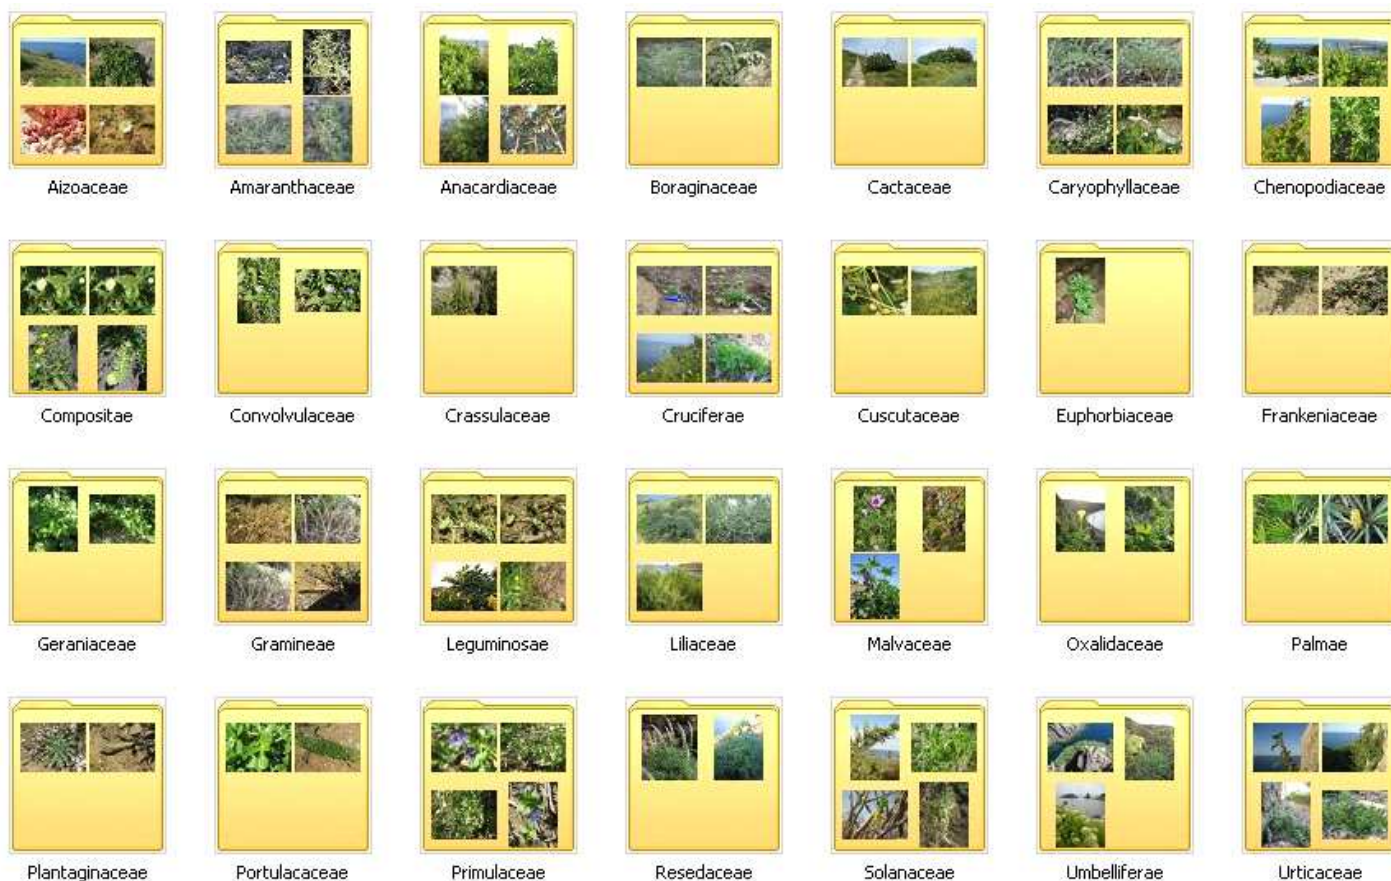 Aizoaceae Amaranthaceae Anacardiaceae Boraginaceae Cactaceae Caryophyllaceae Chenopodiaceae
Compositae Convolvulaceae Crassulaceae Cruciferae Cuscutaceae Euphorbiaceae Frankeniaceae
Geraniaceae Gramineae Leguminosae Liliaceae Malvaceae Oxalidaceae Palmae
Plantaginaceae Portulacaceae Primulaceae Resedaceae Solanaceae Umbelliferae Urticaceae